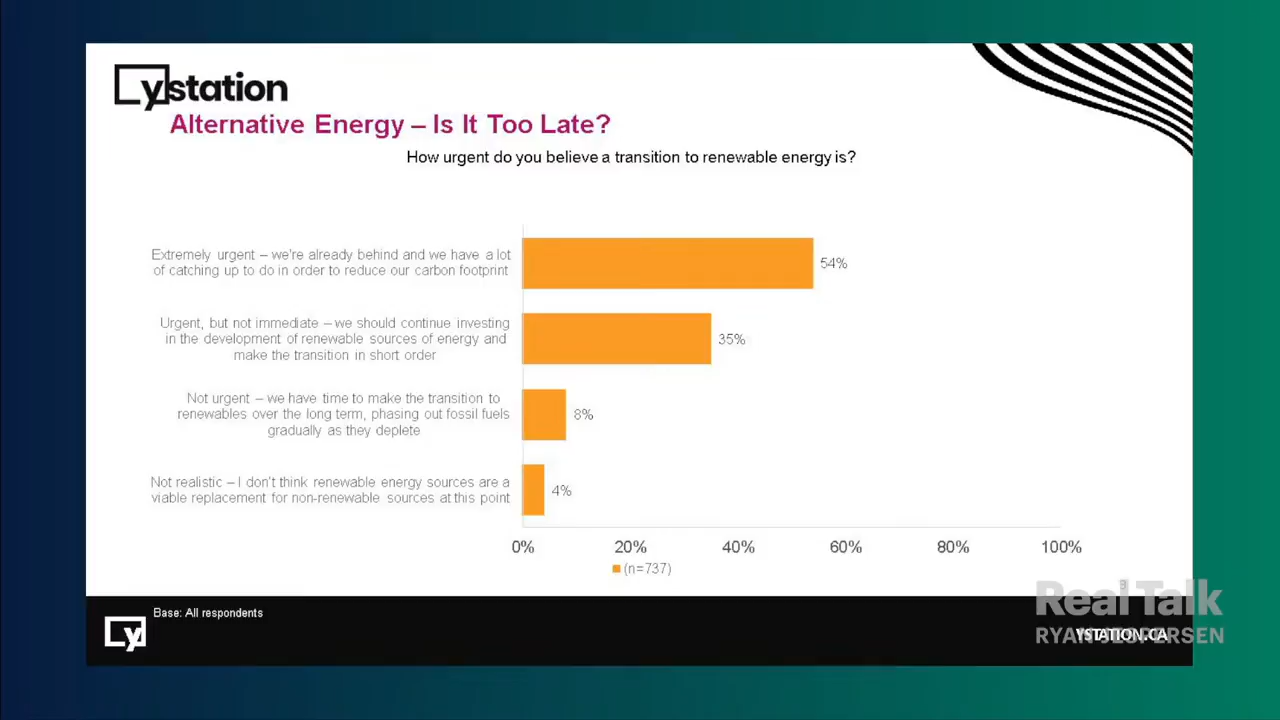 ystation
Alternative Energy – Is It Too Late?
How urgent do you believe a transition to renewable energy is?
Extremely urgent – we're already behind and we have a lot
of catching up to do in order to reduce our carbon footprint
54%
Urgent, but not immediate – we should continue investing
in the development of renewable sources of energy and
make the transition in short order
35%
Not urgent – we have time to make the transition to
renewables over the long term, phasing out fossil fuels
gradually as they deplete
8%
Not realistic – I don't think renewable energy sources are a
viable replacement for non-renewable sources at this point
4%
0% 20% 40% 60% 80% 100%
(n=737)
Base: All respondents
y
Real Talk
RYAN JESPERSEN
YSTATION.CA